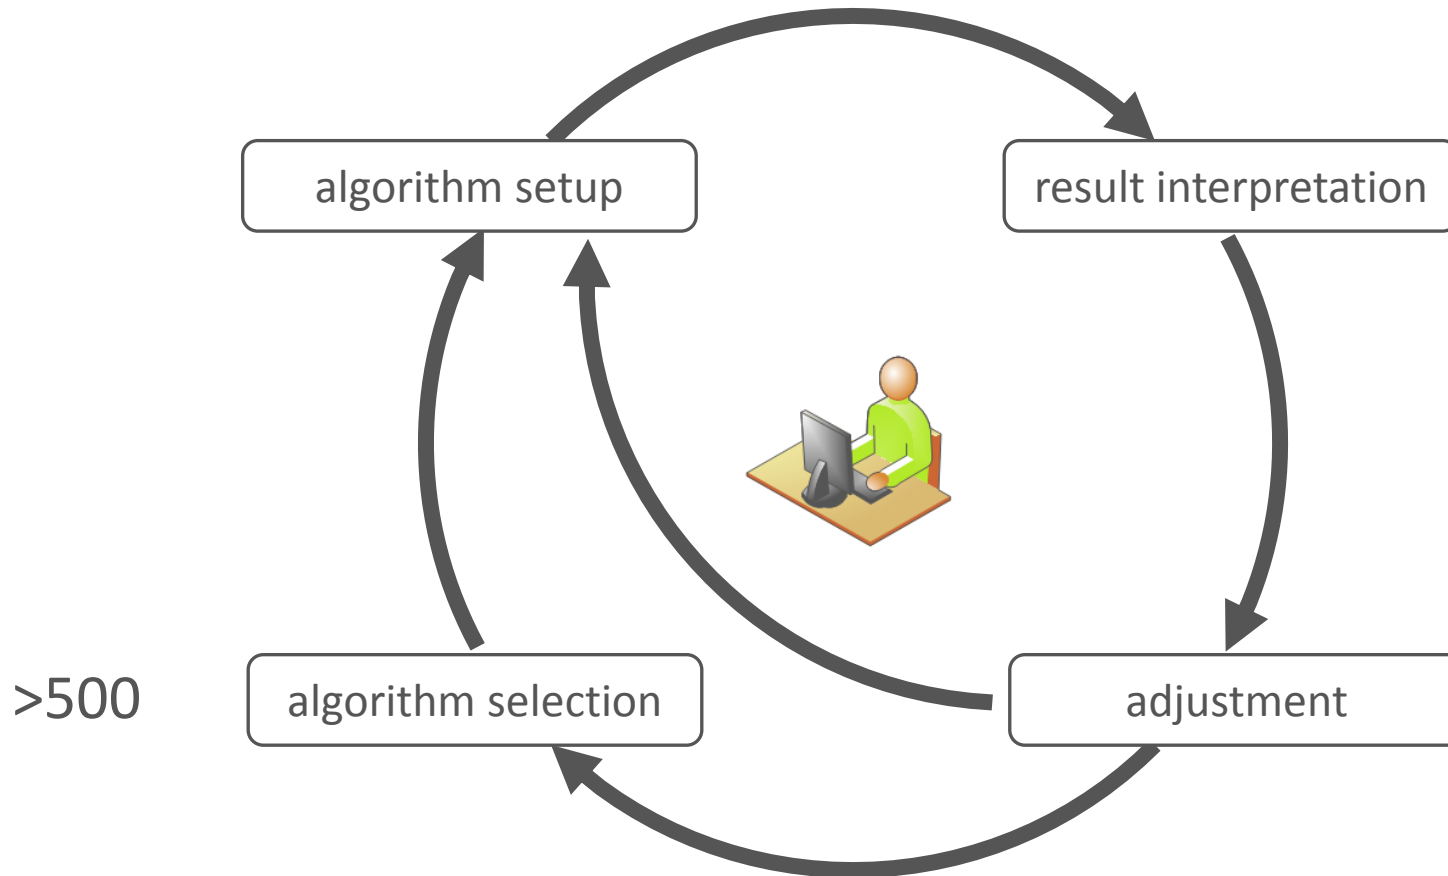 algorithm setup
result interpretation
>500
algorithm selection
adjustment